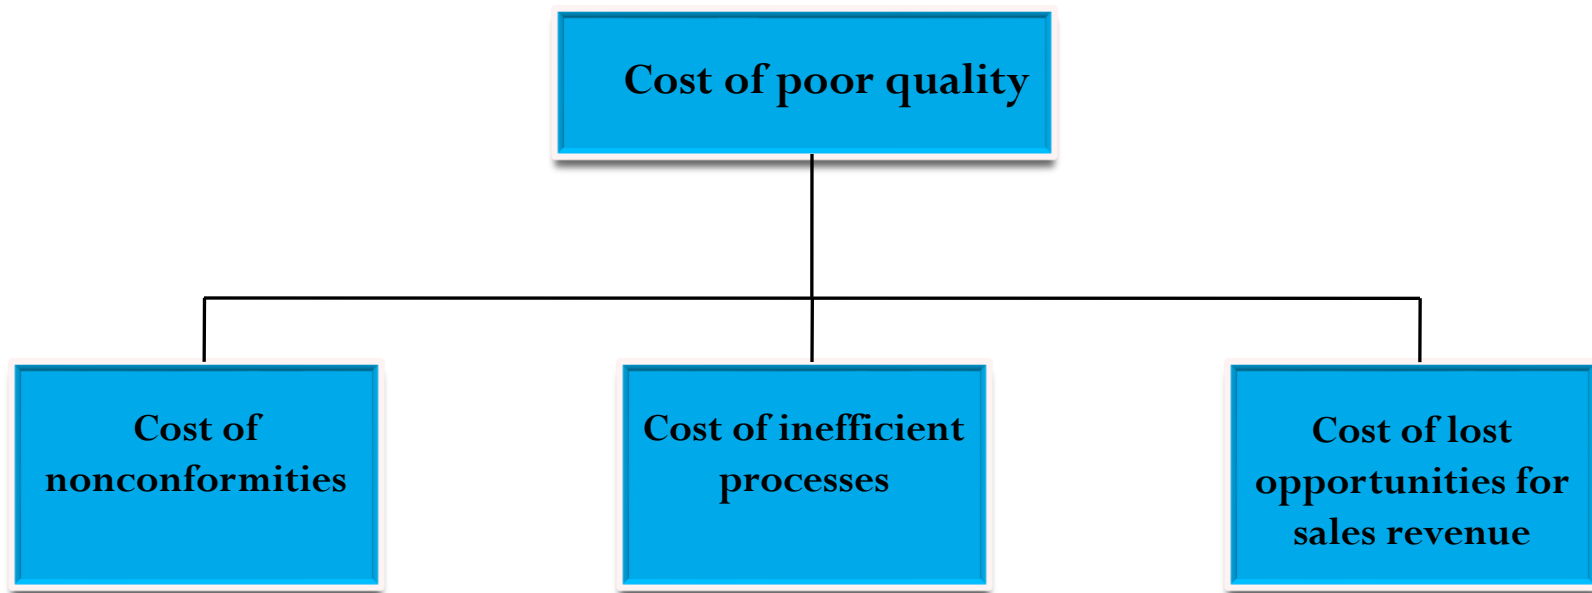 Cost of poor quality
Cost of
nonconformities
Cost of inefficient
processes
Cost of lost
opportunities for
sales revenue